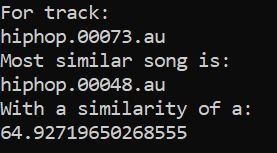 For track:
hiphop.00073.au
Most similar song is:
hiphop.00048.au
With a similarity of a:
64.92719650268555